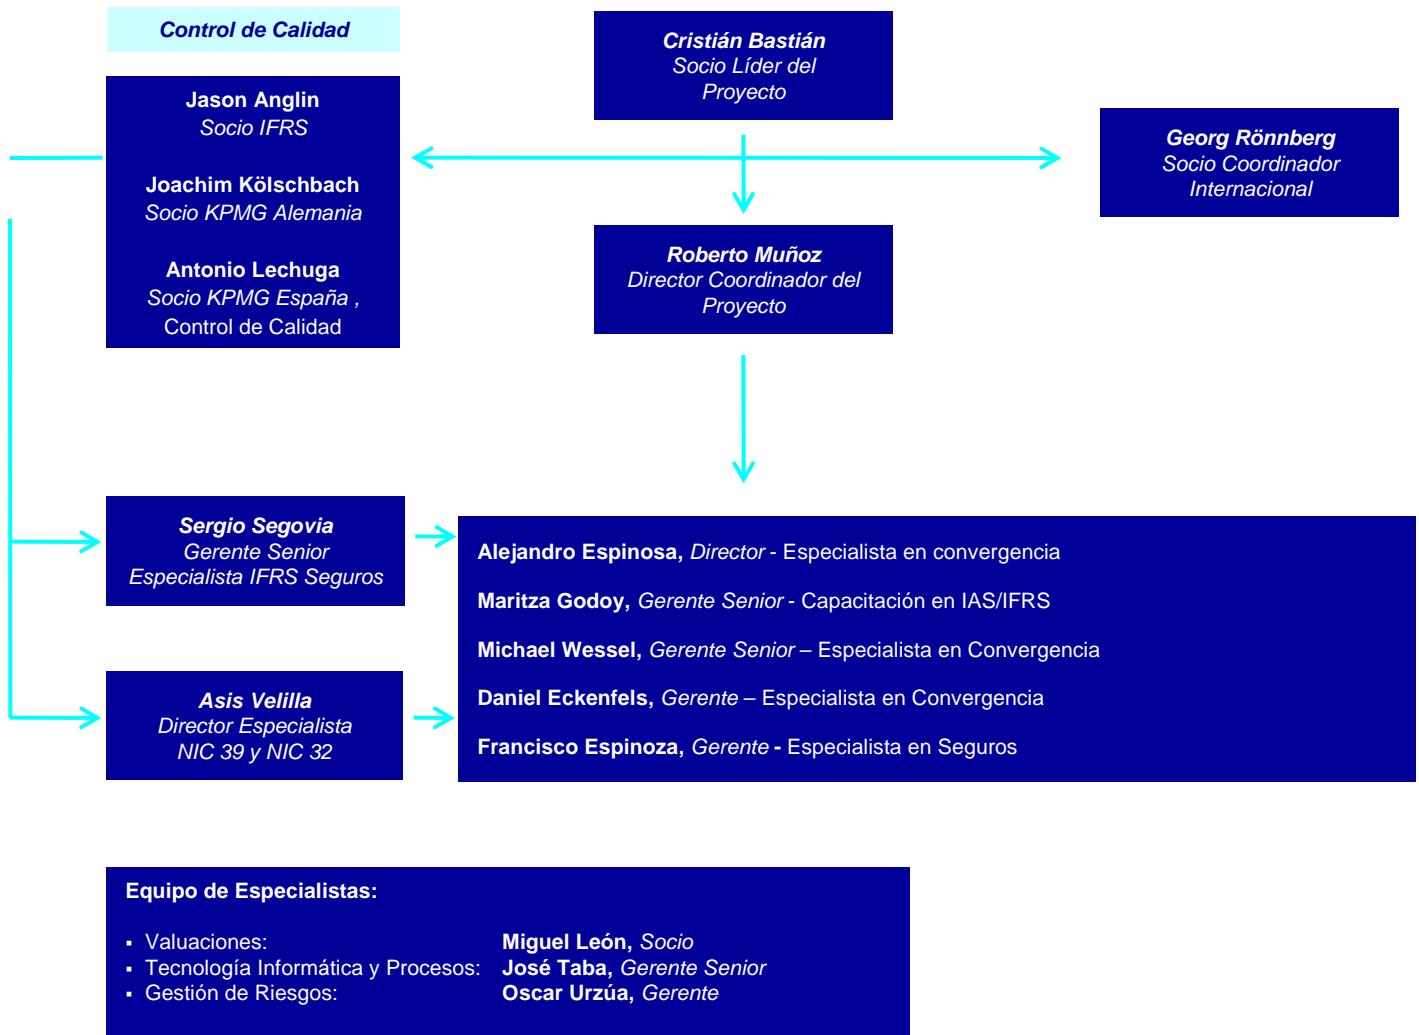 Control de Calidad
Jason Anglin
Socio IFRS
Joachim Kölschbach
Socio KPMG Alemania
Antonio Lechuga
Socio KPMG España ,
Control de Calidad
Cristián Bastián
Socio Líder del
Proyecto
Georg Rönnberg
Socio Coordinador
Internacional
Roberto Muñoz
Director Coordinador del
Proyecto
Sergio Segovia
Gerente Senior
Especialista IFRS Seguros
Asis Velilla
Director Especialista
NIC 39 y NIC 32
Alejandro Espinosa, Director - Especialista en convergencia
Maritza Godoy, Gerente Senior - Capacitación en IAS/IFRS
Michael Wessel, Gerente Senior – Especialista en Convergencia
Daniel Eckenfels, Gerente – Especialista en Convergencia
Francisco Espinoza, Gerente - Especialista en Seguros
Equipo de Especialistas:
▪ Valuaciones: Miguel León, Socio
▪ Tecnología Informática y Procesos: José Taba, Gerente Senior
▪ Gestión de Riesgos: Oscar Urzúa, Gerente